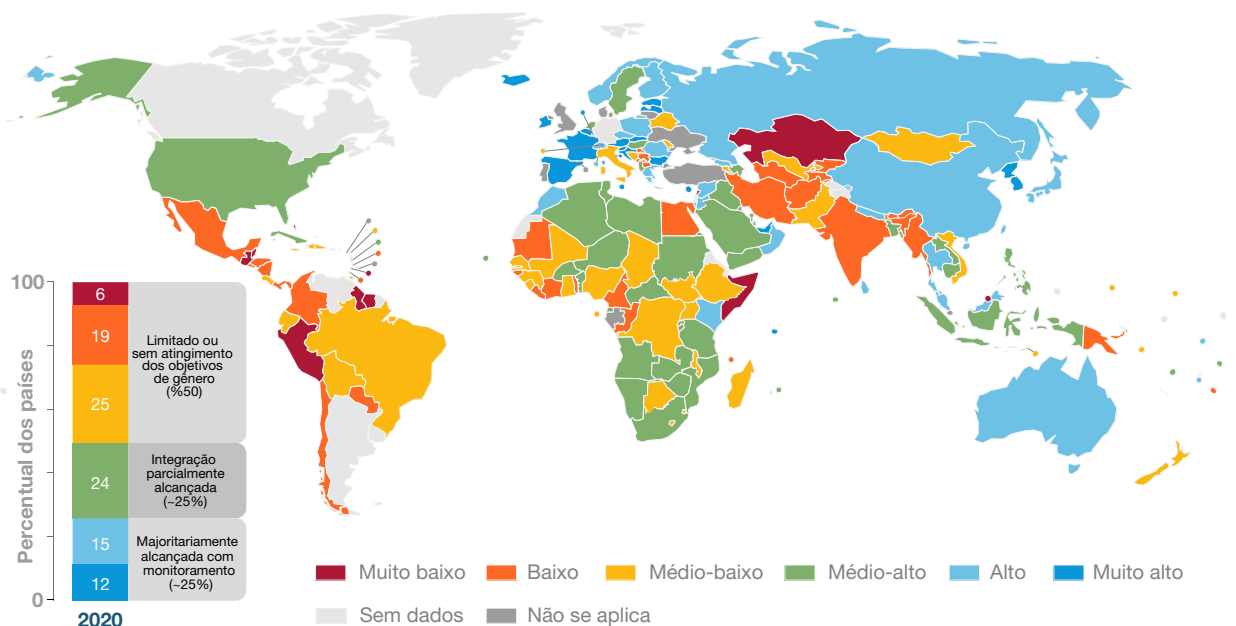 100
6
19
25
24
15
12
0
2020
Percentual dos países
Limitado ou
sem atingimento
dos objetivos
de gênero
(%50)
Integração
parcialmente
alcançada
(~25%)
Majoritariamente
alcançada com
monitoramento
(~25%)
Muito baixo
Baixo
Médio-baixo
Médio-alto
Alto
Muito alto
Sem dados
Não se aplica